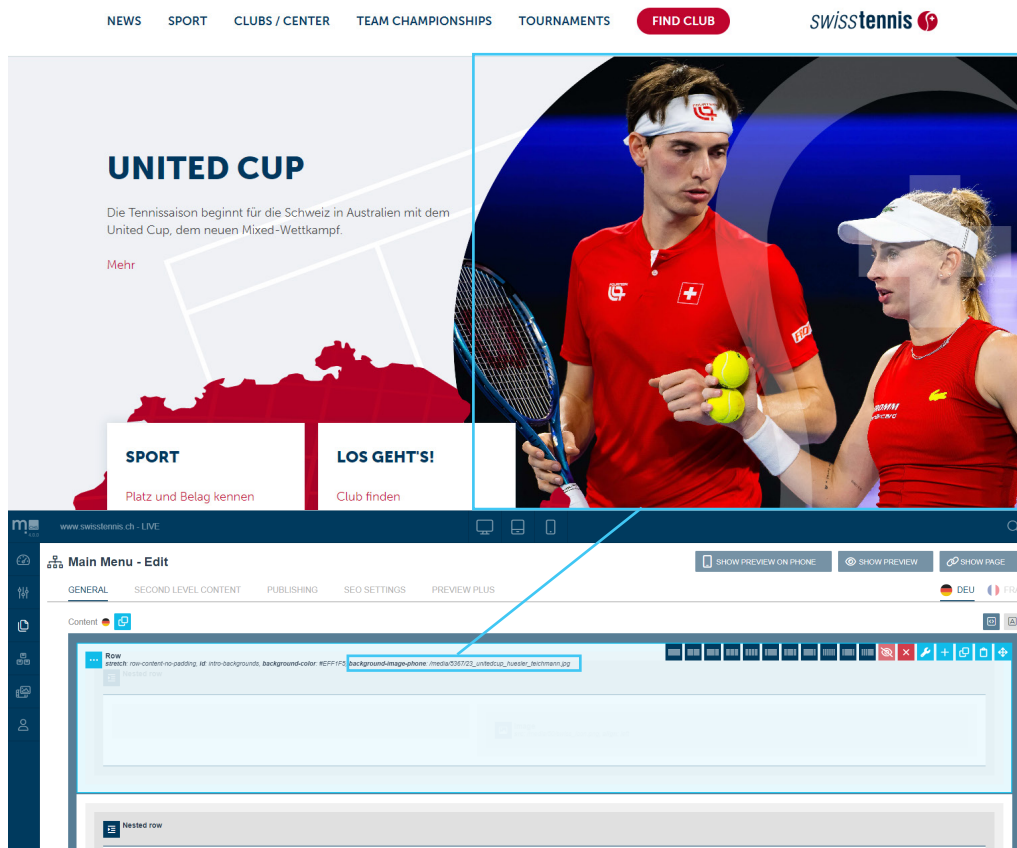 NEWS SPORT CLUBS / CENTER TEAM CHAMPIONSHIPS TOURNAMENTS FIND CLUB swisstennis
UNITED CUP
Die Tennissaison beginnt für die Schweiz in Australien mit dem
United Cup, dem neuen Mixed-Wettkampf.
Mehr
SPORT LOS GEHT'S!
Platz und Belag kennen Club finden
www.swisstennis.ch - LIVE
Main Menu - Edit SHOW PREVIEW ON PHONE SHOW PREVIEW SHOW PAGE
GENERAL SECOND LEVEL CONTENT PUBLISHING SEO SETTINGS PREVIEW PLUS DEU FRA
Content
Row
stretch: row-content-no-padding, id: intro-backgrounds, background-color: #EFF1F5, background-image-phone: /media/5367/23_unitedcup_huesler_teichmann.jpg
Nested row
Nested row